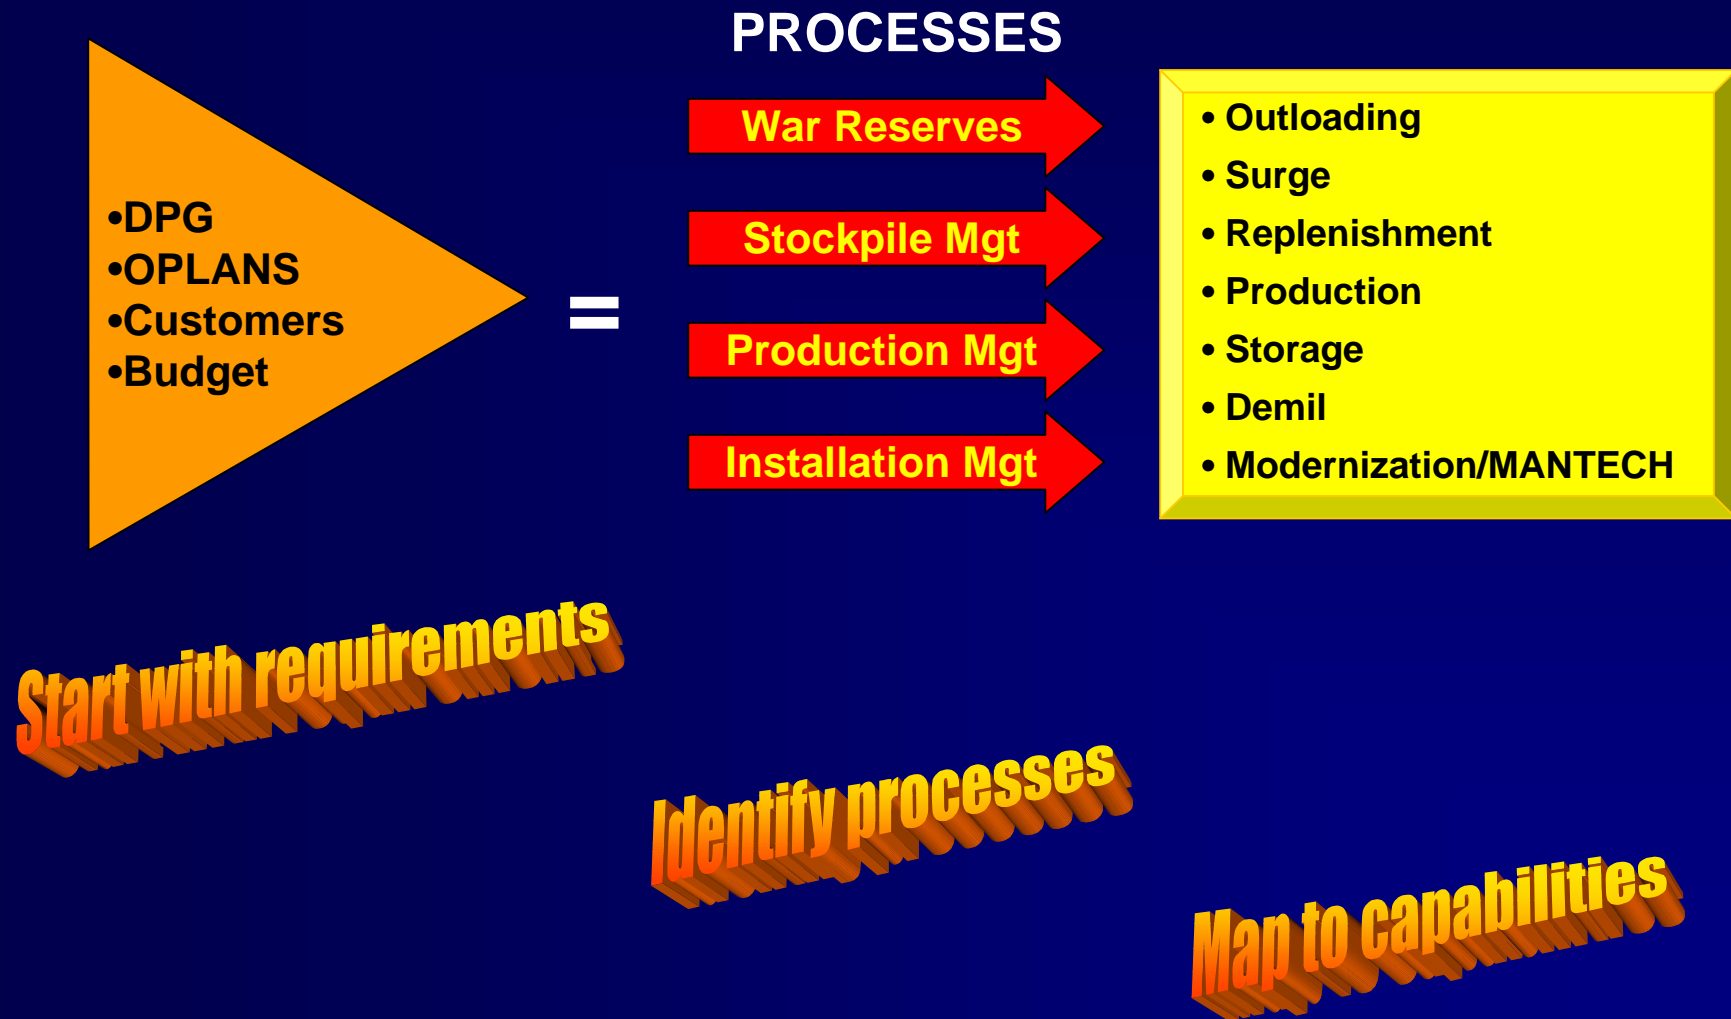 PROCESSES
•DPG
•OPLANS
•Customers
•Budget
=
War Reserves
Stockpile Mgt
Production Mgt
Installation Mgt
• Outloading
• Surge
• Replenishment
• Production
• Storage
• Demil
• Modernization/MANTECH
Start with requirements
Identify processes
Map to capabilities